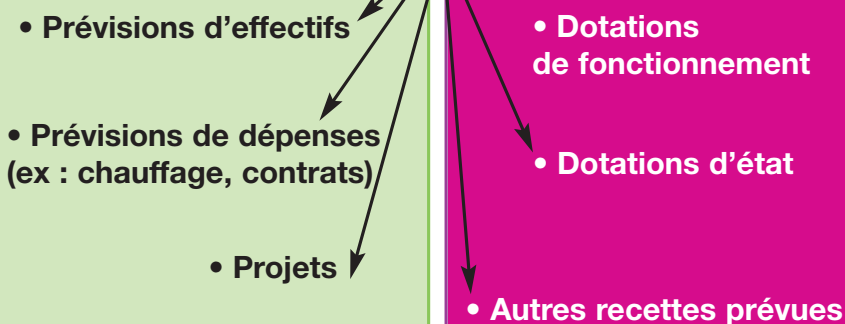 • Prévisions d'effectifs
• Prévisions de dépenses
(ex : chauffage, contrats)
• Projets
• Dotations
de fonctionnement
• Dotations d'état
• Autres recettes prévues